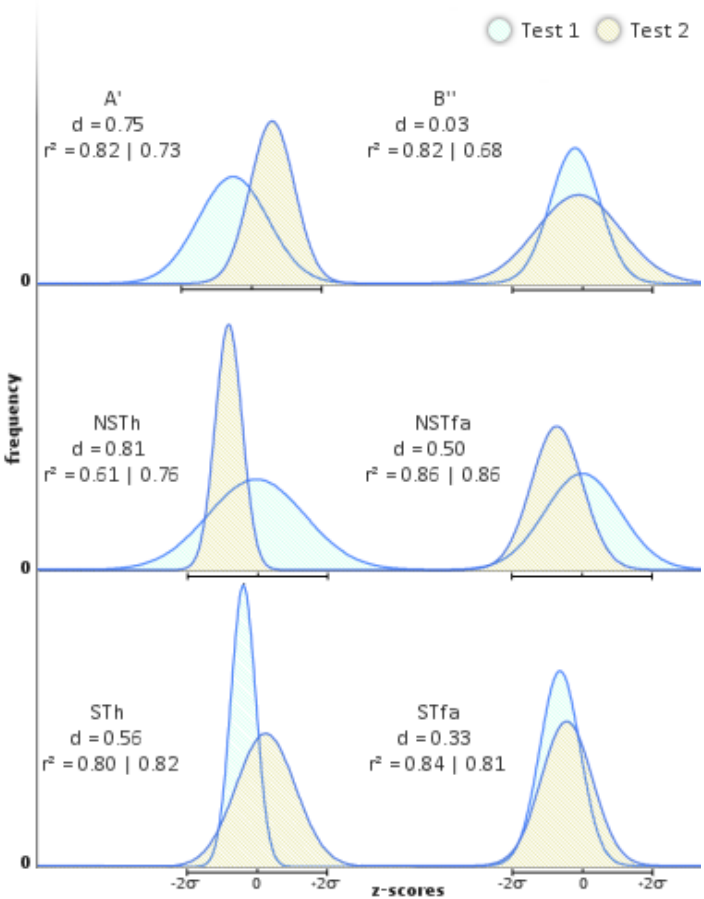 Test 1 Test 2
A' B''
d =0.75 d =0.03
r² =0.82 | 0.73 r² =0.82 | 0.68
0
NSTh NSTfa
d =0.81 d =0.50
r² =0.61 | 0.76 r² =0.86 | 0.86
frequency
0
STh STfa
d =0.56 d =0.33
r² =0.80 | 0.82 r² =0.84 | 0.81
0
-2σ 0 +2σ -2σ 0 +2σ
z-scores